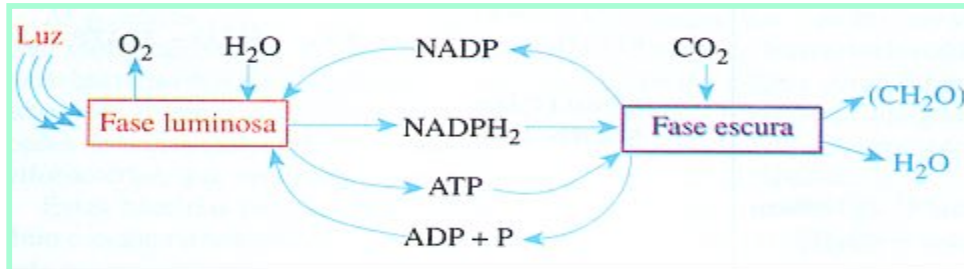 Luz
O₂
H₂O
NADP
CO₂
Fase luminosa
NADPH₂
Fase escura
(CH₂O)
H₂O
ATP
ADP + P